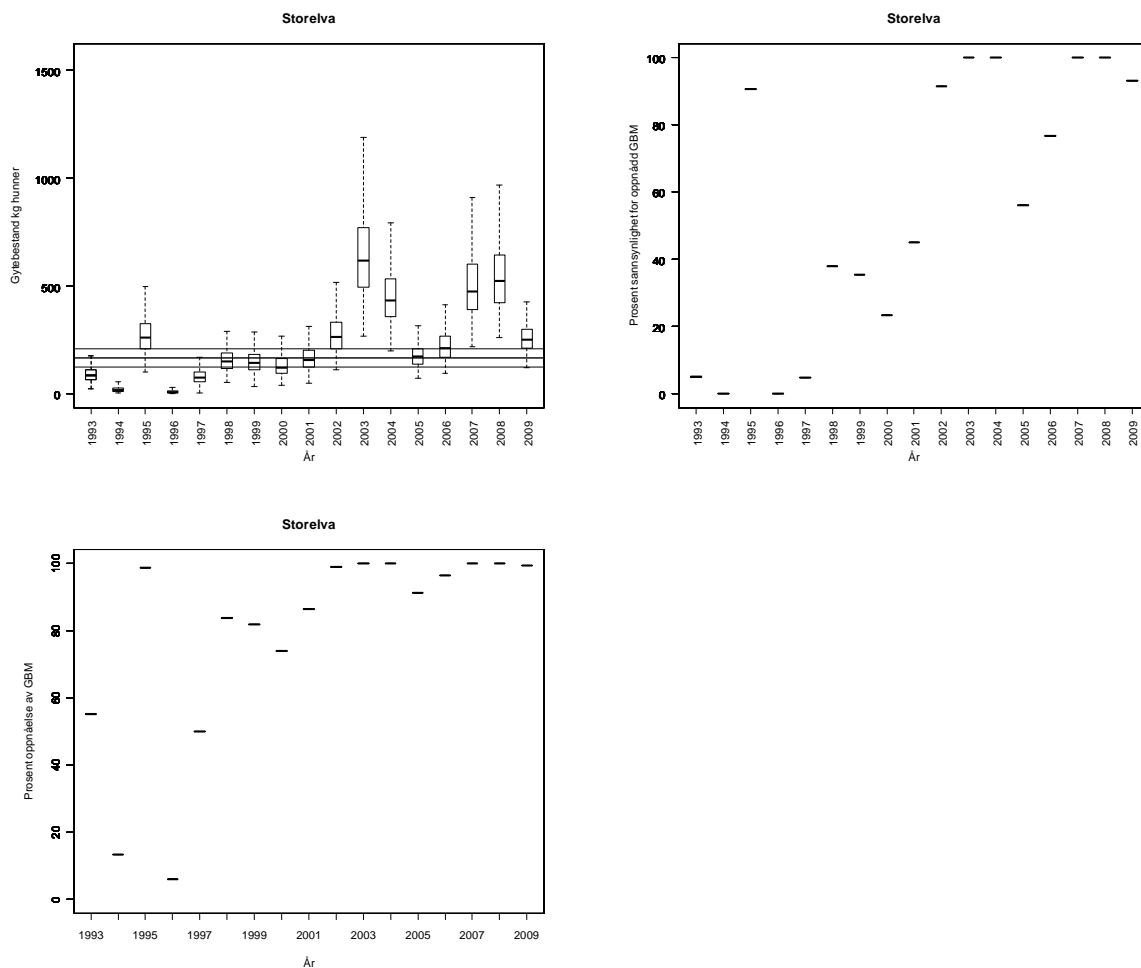 Storelva
Gytebestand kg hunner
1500
1000
500
0
1993 1994 1995 1996 1997 1998 1999 2000 2001 2002 2003 2004 2005 2006 2007 2008 2009
År
Storelva
Prosent sannsynlighet for oppnådd GBM
100
80
60
40
20
0
1993 1994 1995 1996 1997 1998 1999 2000 2001 2002 2003 2004 2005 2006 2007 2008 2009
År
Storelva
Prosent oppnåelse av GBM
100
80
60
40
20
0
1993 1995 1997 1999 2001 2003 2005 2007 2009
År